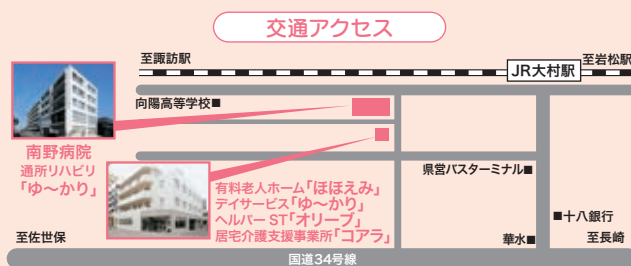 交通アクセス
至諏訪駅
JR大村駅
至岩松駅
向陽高等学校■
南野病院
通所リハビリ
「ゆ〜かり」
有料老人ホーム「ほほえみ」
デイサービス「ゆ〜かり」
ヘルパーST「オリーブ」
居宅介護支援事業所「コアラ」
県営バスターミナル■
■十八銀行
至佐世保
華水■
至長崎
国道34号線